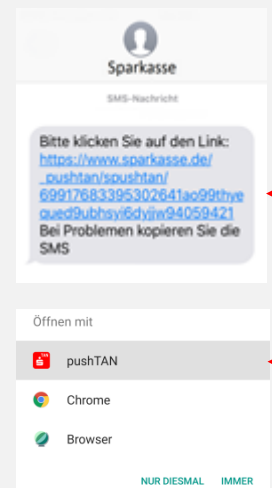 Sparkasse
SMS-Nachricht
Bitte klicken Sie auf den Link:
https://www.sparkasse.de/
_pushtan/spushtan/
69917683395302641ao99thye
qued9ubhsyi6dyjjw94059421
Bei Problemen kopieren Sie die
SMS
Öffnen mit
pushTAN
Chrome
Browser
NUR DIESMAL IMMER